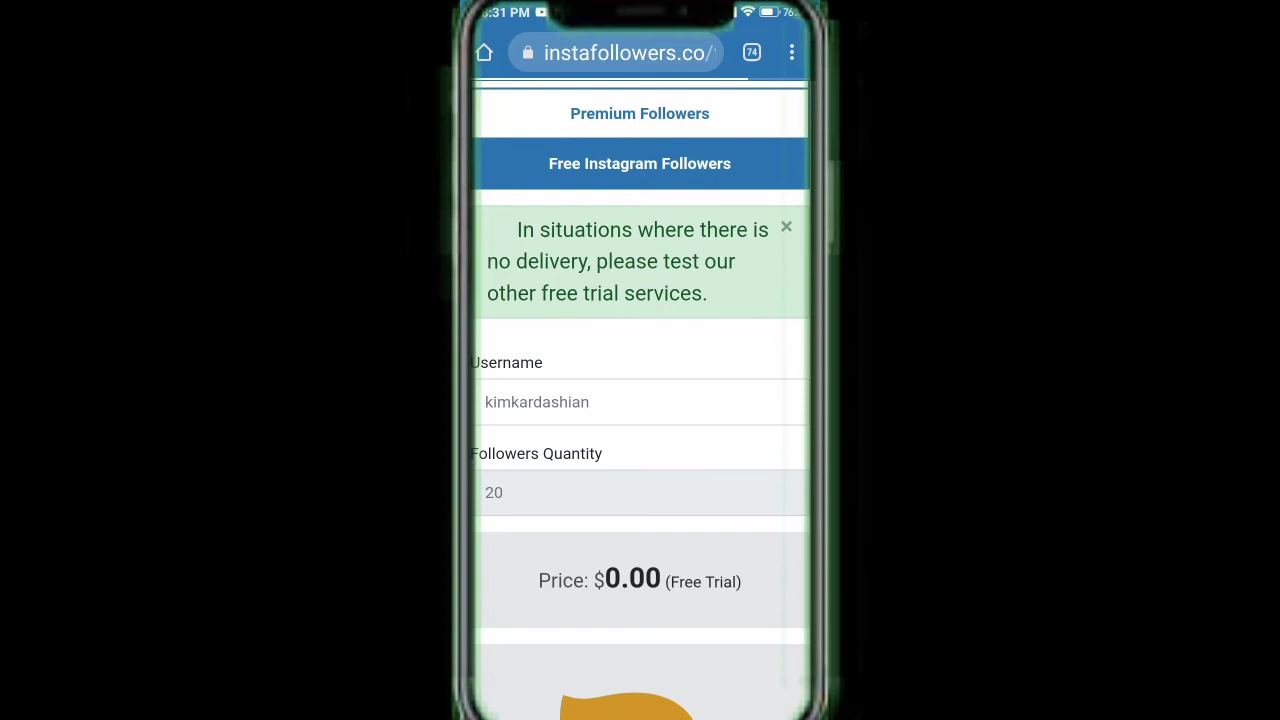 :31 PM
76
instafollowers.co/
74
Premium Followers
Free Instagram Followers
In situations where there is
no delivery, please test our
other free trial services.
Username
kimkardashian
Followers Quantity
20
Price: $0.00 (Free Trial)